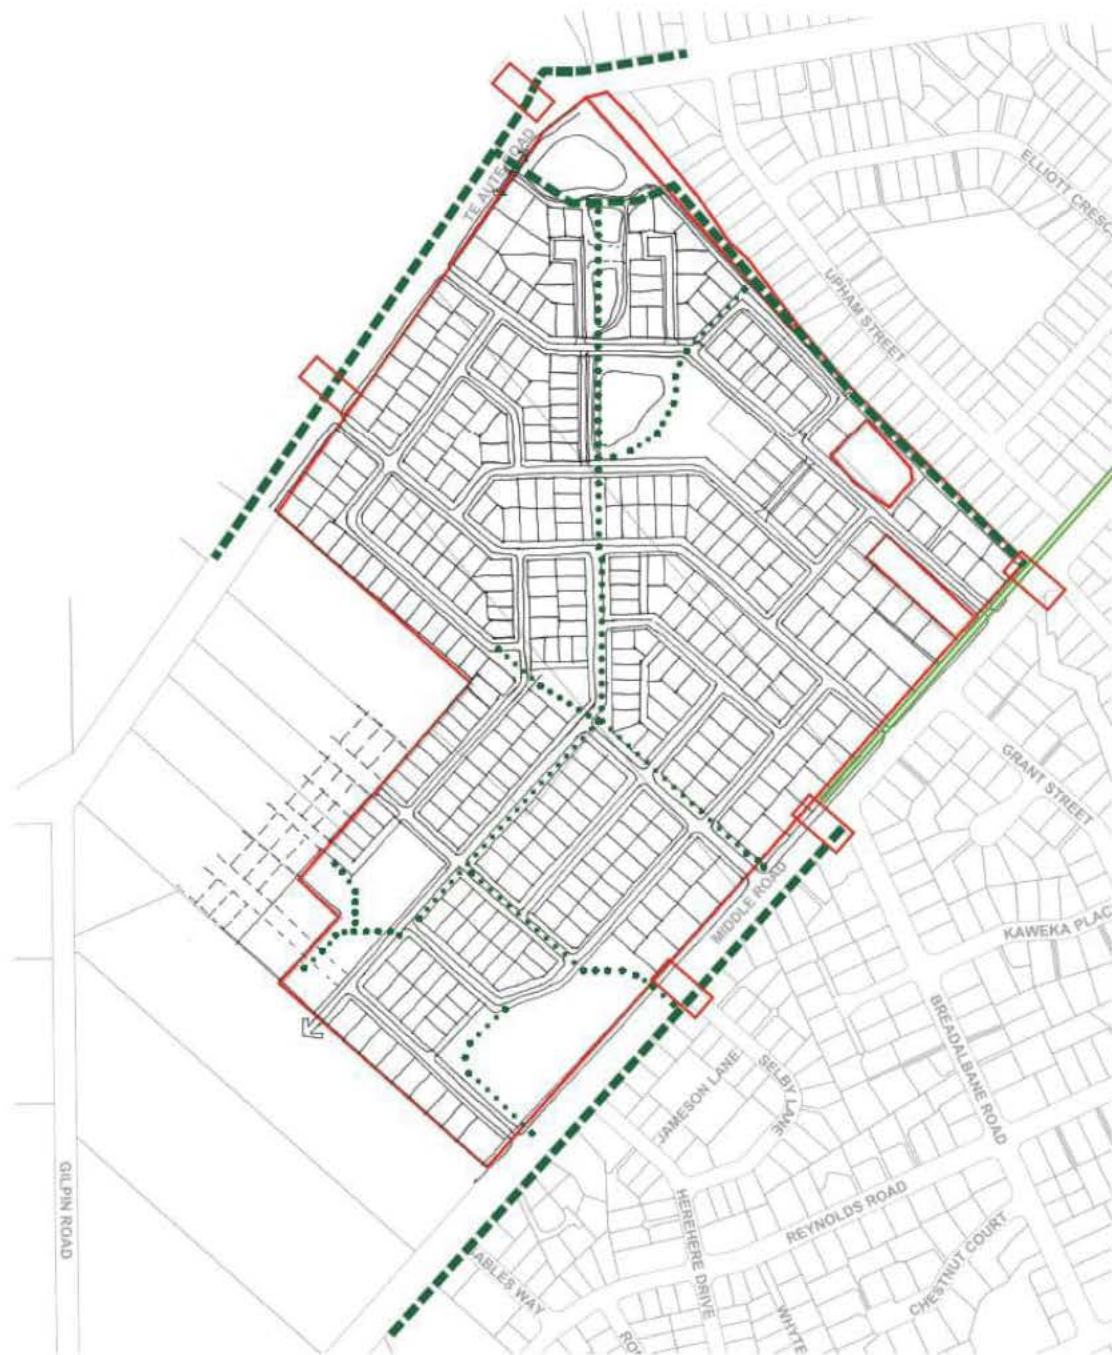 TE AUTE ROAD
ELLIOTT CRESC
UPHAM STREET
GRANT STREET
MIDDLE ROAD
KAWEKA PLAC
BREADALBANE ROAD
SELBY LANE
JAMESON LANE
GILPIN ROAD
HEREHERE DRIVE
REYNOLDS ROAD
CHESTNUT COURT
ABLES WAY
WHYTE
RO